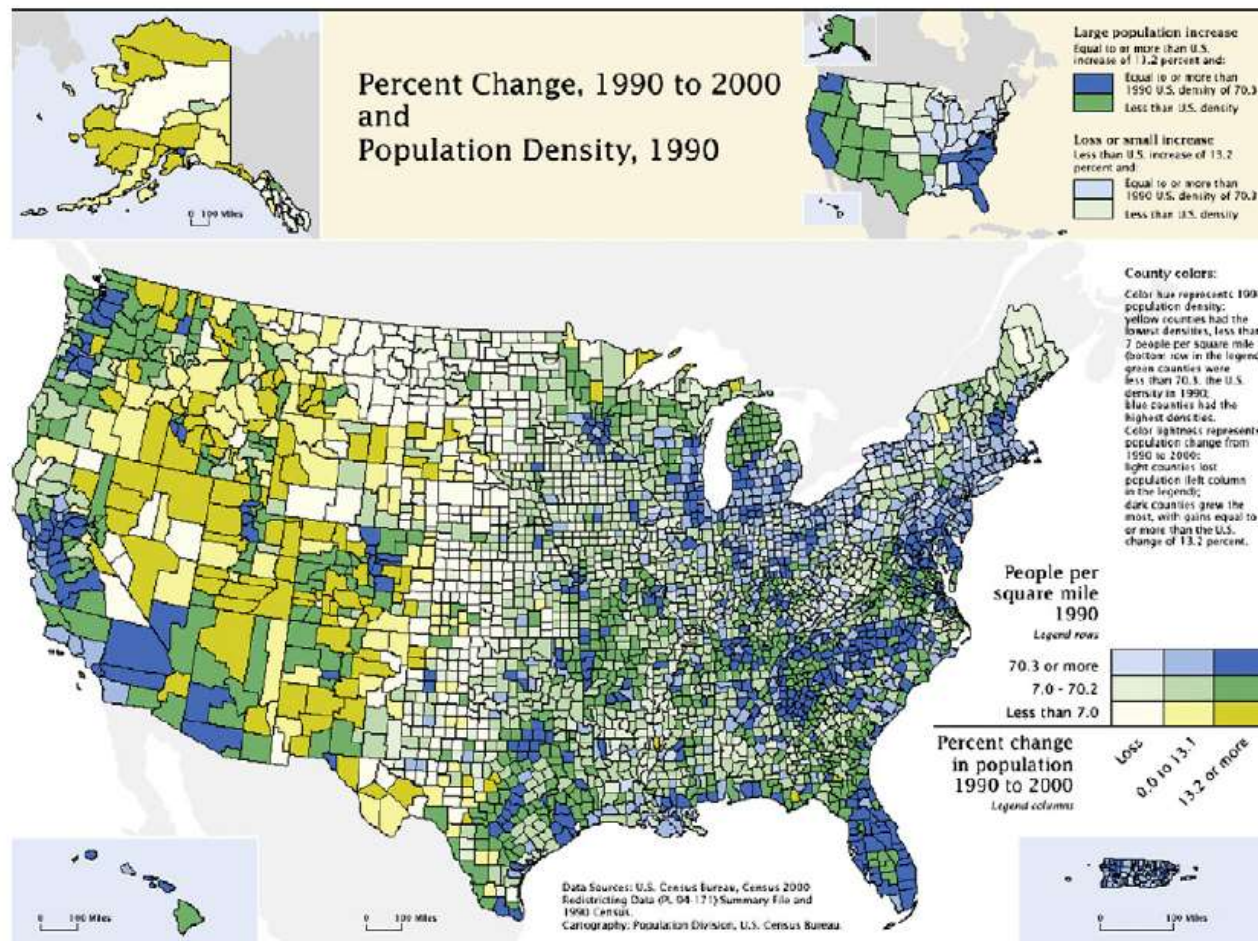 Percent Change, 1990 to 2000
and
Population Density, 1990
0 100 Miles
Large population increase
Equal to or more than U.S.
increase of 13.2 percent and:
Equal to or more than
1990 U.S. density of 70.3
Less than U.S. density
Loss or small increase
Less than U.S. increase of 13.2
percent and:
Equal to or more than
1990 U.S. density of 70.3
Less than U.S. density
County colors:
Color hue represents 199
population density:
yellow counties had the
lowest densities, less than
7 people per square mile
(bottom row in the legend
green counties were
less than 70.3, the U.S.
density in 1990;
blue counties had the
highest densities.
Color lightness represents
population change from
1990 to 2000:
light counties lost
population (left column
in the legend);
dark counties grew the
most, with gains equal to
or more than the U.S.
change of 13.2 percent.
People per
square mile
1990
Legend rows
70.3 or more
7.0 - 70.2
Less than 7.0
Percent change
in population
1990 to 2000
Legend columns
Loss
0.0 to 13.1
13.2 or more
0 100 Miles
0 100 Miles
Data Sources: U.S. Census Bureau, Census 2000
Redistricting Data (PL 94-171) Summary File and
1990 Census.
Cartography: Population Division, U.S. Census Bureau.
0 100 Miles